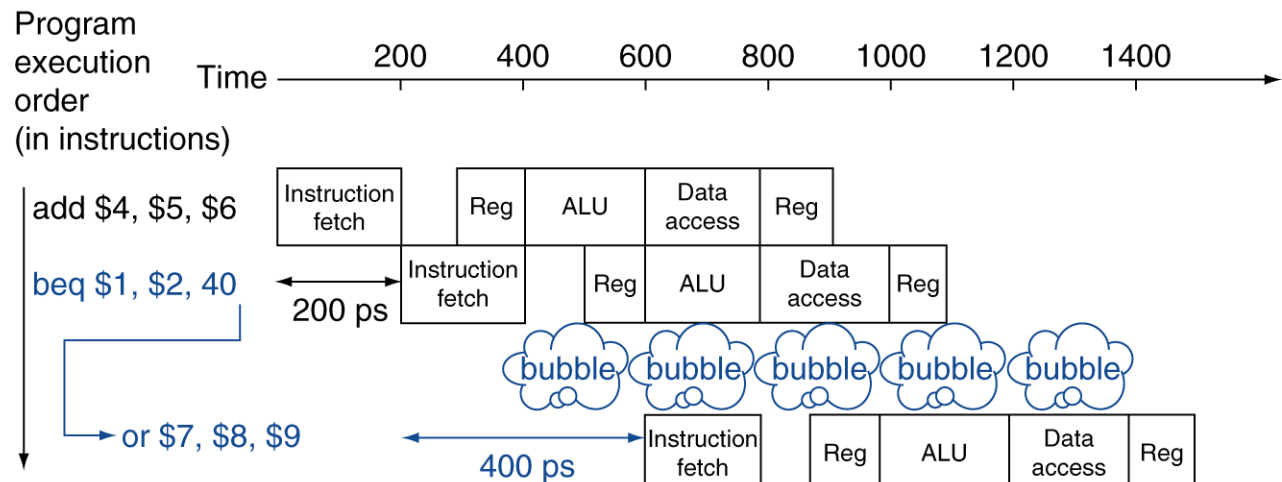 Program
execution
order
(in instructions)
Time
200 400 600 800 1000 1200 1400
add $4, $5, $6
Instruction
fetch
Reg
ALU
Data
access
Reg
beq $1, $2, 40
200 ps
Instruction
fetch
Reg
ALU
Data
access
Reg
bubble bubble bubble bubble bubble
or $7, $8, $9
400 ps
Instruction
fetch
Reg
ALU
Data
access
Reg